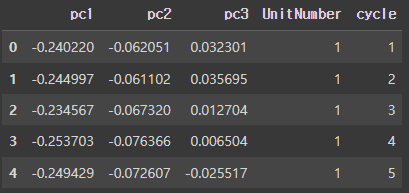 pc1 pc2 pc3 UnitNumber cycle
0 -0.240220 -0.062051 0.032301 1 1
1 -0.244997 -0.061102 0.035695 1 2
2 -0.234567 -0.067320 0.012704 1 3
3 -0.253703 -0.076366 0.006504 1 4
4 -0.249429 -0.072607 -0.025517 1 5